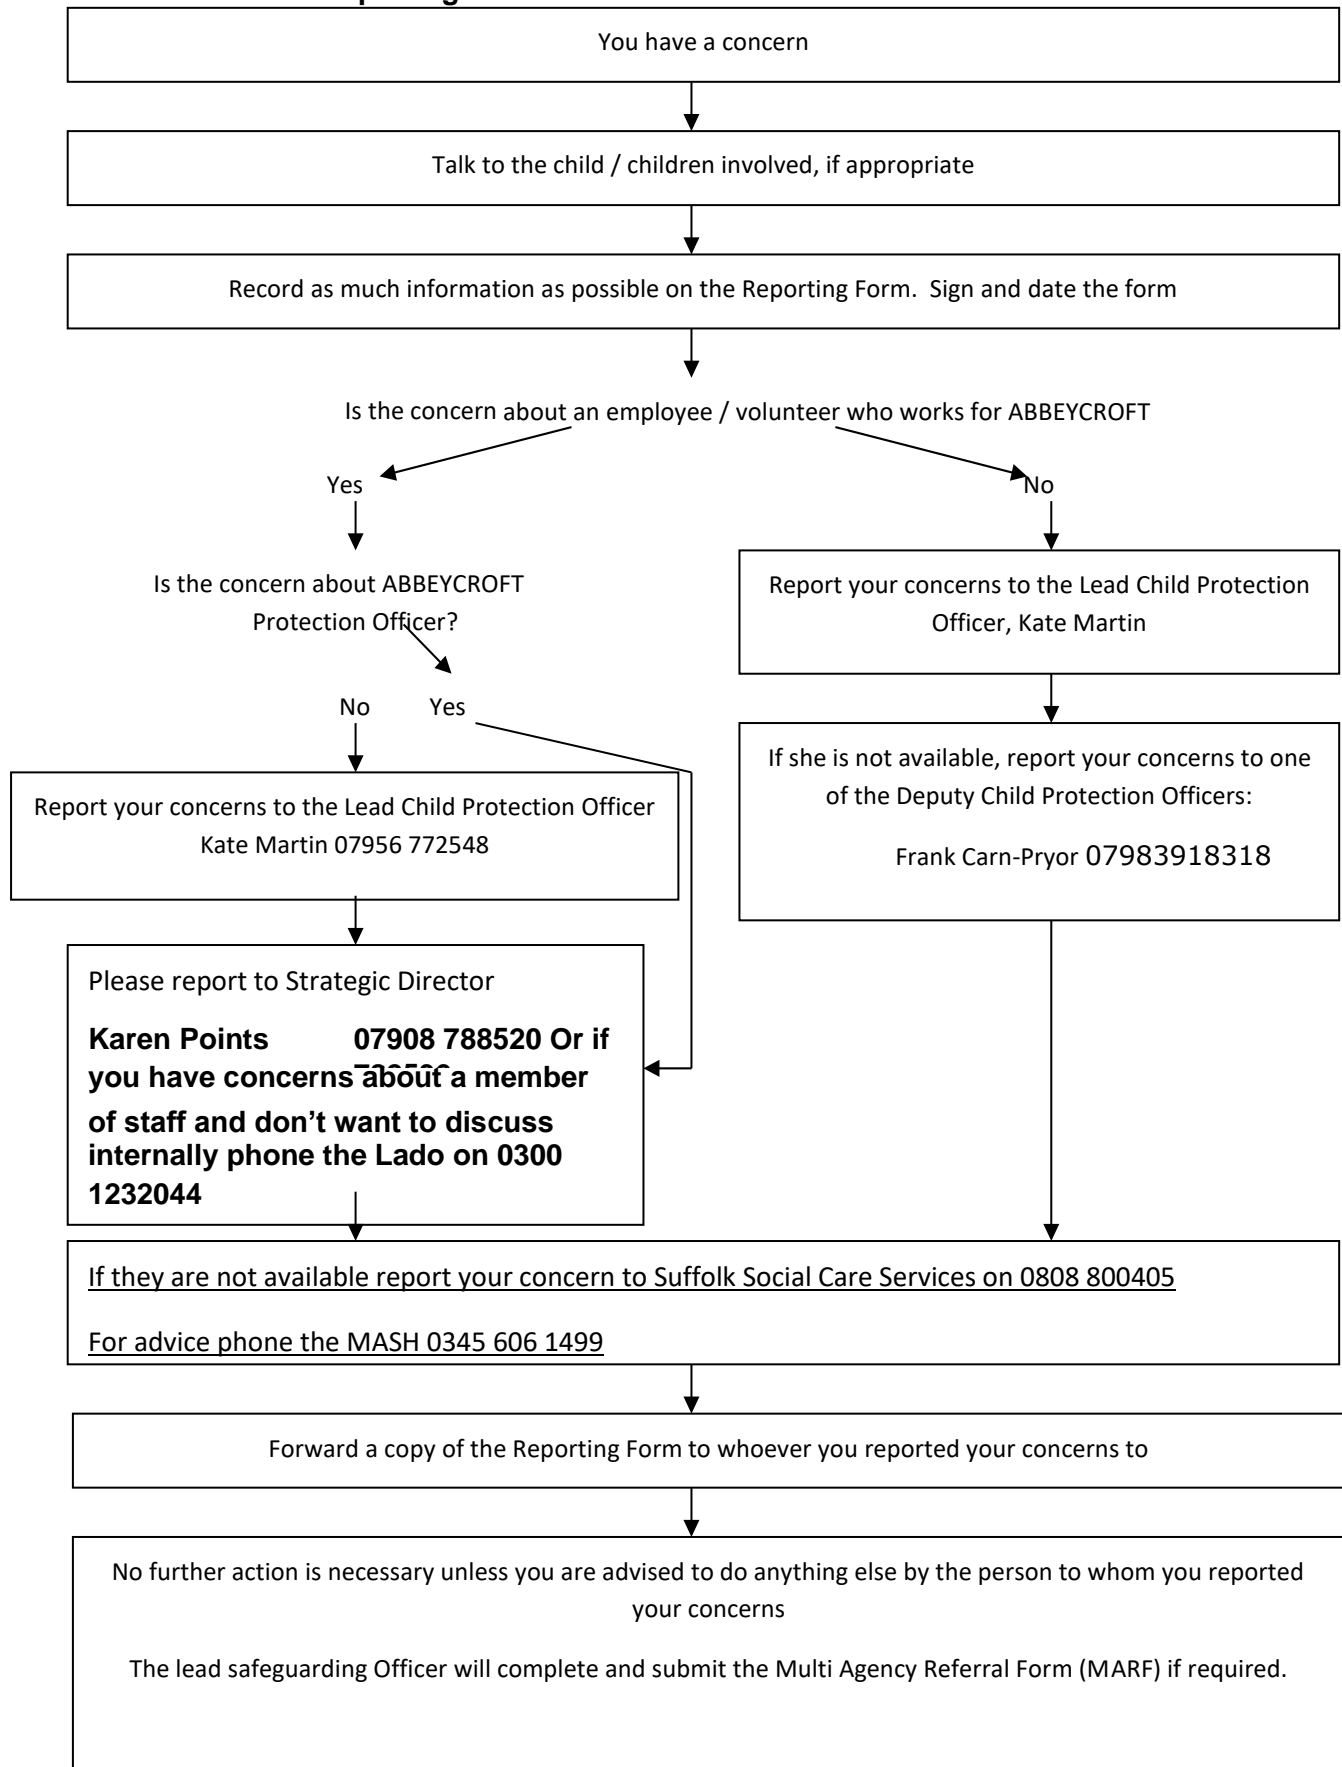 You have a concern
Talk to the child / children involved, if appropriate
Record as much information as possible on the Reporting Form.  Sign and date the form
Is the concern about an employee / volunteer who works for ABBEYCROFT
Yes
No
Is the concern about ABBEYCROFT
Protection Officer?
No
Yes
Report your concerns to the Lead Child Protection Officer
Kate Martin 07956 772548
Please report to Strategic Director
Karen Points 07908 788520 Or if
you have concerns about a member
of staff and don’t want to discuss
internally phone the Lado on 0300
1232044
Report your concerns to the Lead Child Protection
Officer, Kate Martin
If she is not available, report your concerns to one
of the Deputy Child Protection Officers:
Frank Carn-Pryor 07983918318
If they are not available report your concern to Suffolk Social Care Services on 0808 800405
For advice phone the MASH 0345 606 1499
Forward a copy of the Reporting Form to whoever you reported your concerns to
No further action is necessary unless you are advised to do anything else by the person to whom you reported
your concerns
The lead safeguarding Officer will complete and submit the Multi Agency Referral Form (MARF) if required.